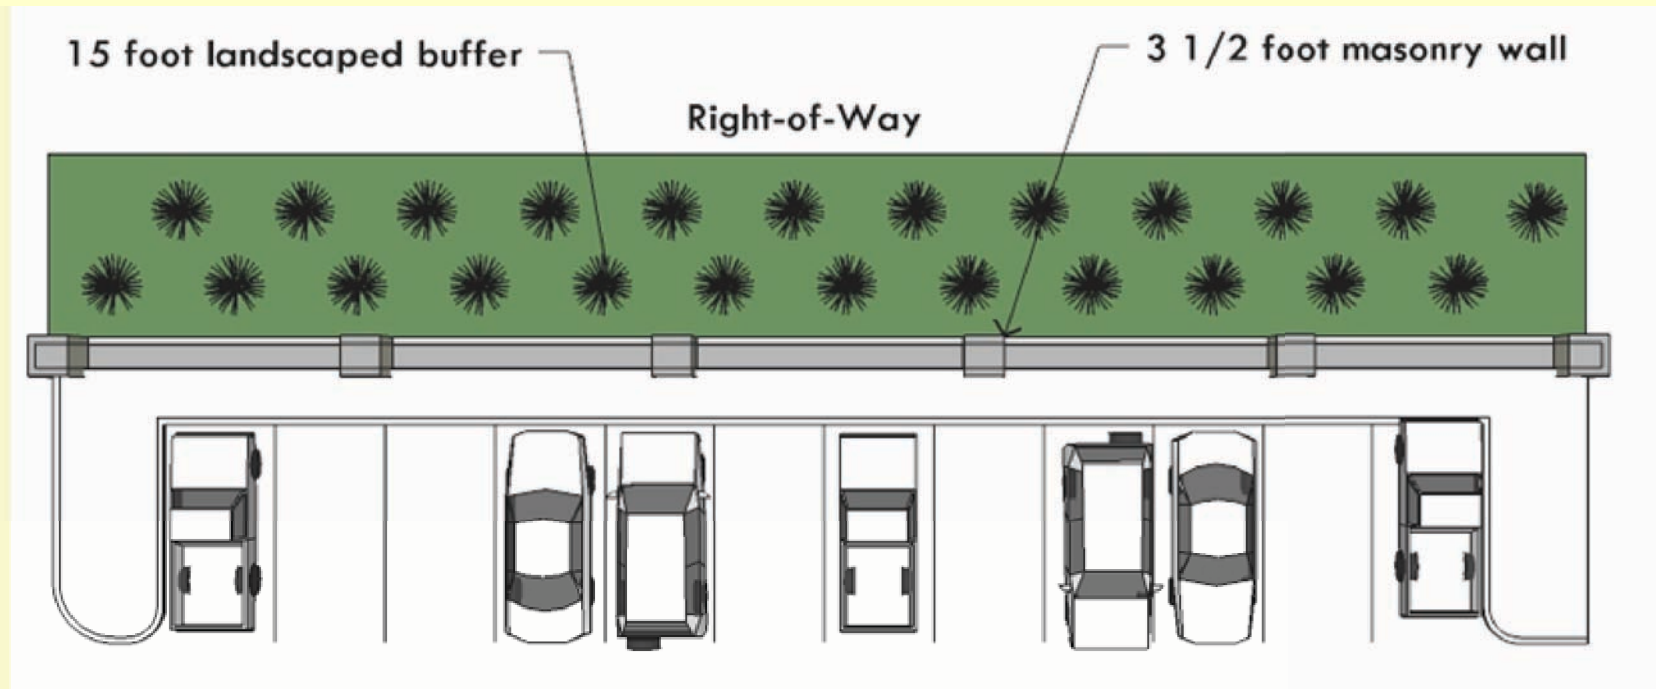 15 foot landscaped buffer
3 1/2 foot masonry wall
Right-of-Way